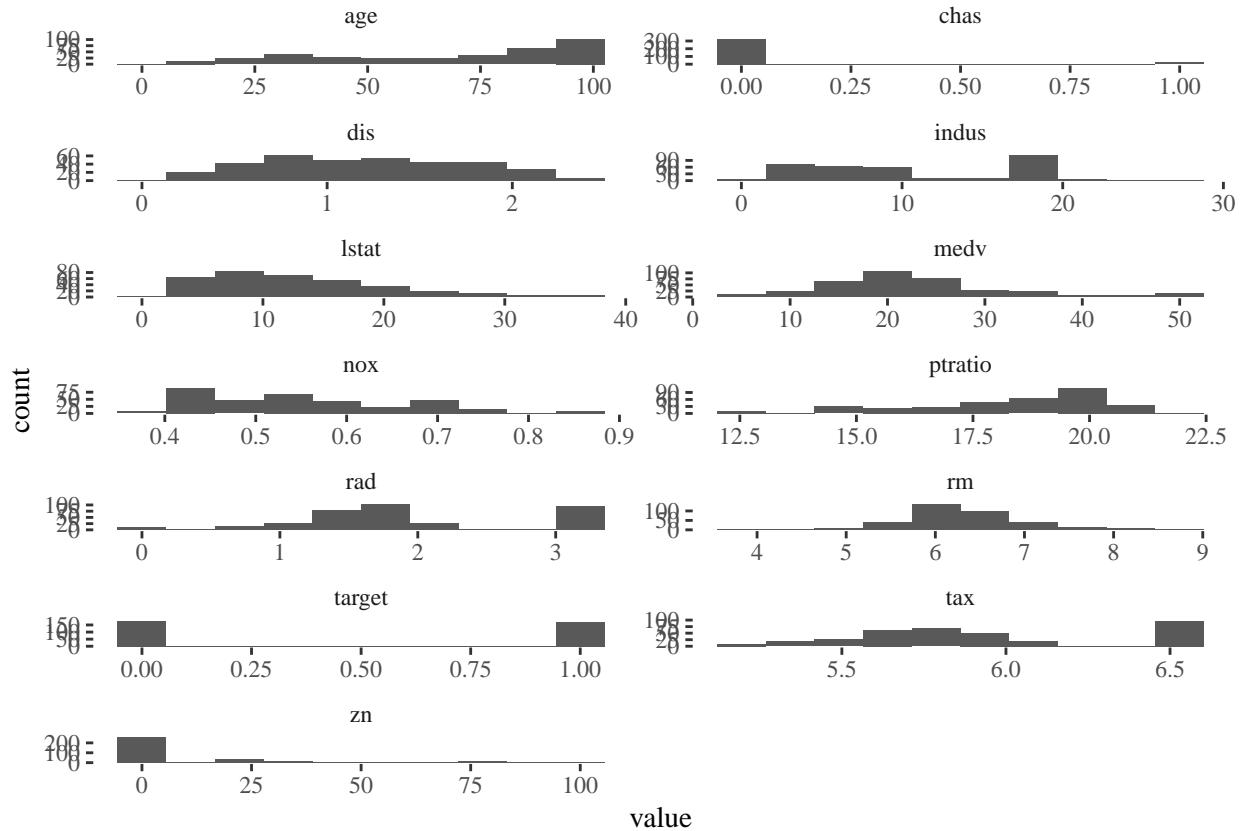 age
100
75
50
25
0
0 25 50 75 100
chas
300
200
100
0
0.00 0.25 0.50 0.75 1.00
dis
60
40
20
0
0 1 2
indus
90
60
30
0
0 10 20 30
lstat
80
60
40
20
0
0 10 20 30 40
medv
100
75
50
25
0
0 10 20 30 40 50
nox
75
50
25
0
0.4 0.5 0.6 0.7 0.8 0.9
ptratio
90
60
30
0
12.5 15.0 17.5 20.0 22.5
rad
100
75
50
25
0
0 1 2 3
rm
100
50
0
4 5 6 7 8 9
target
150
100
50
0
0.00 0.25 0.50 0.75 1.00
tax
100
75
50
25
0
5.5 6.0 6.5
zn
200
100
0
0 25 50 75 100
count
value